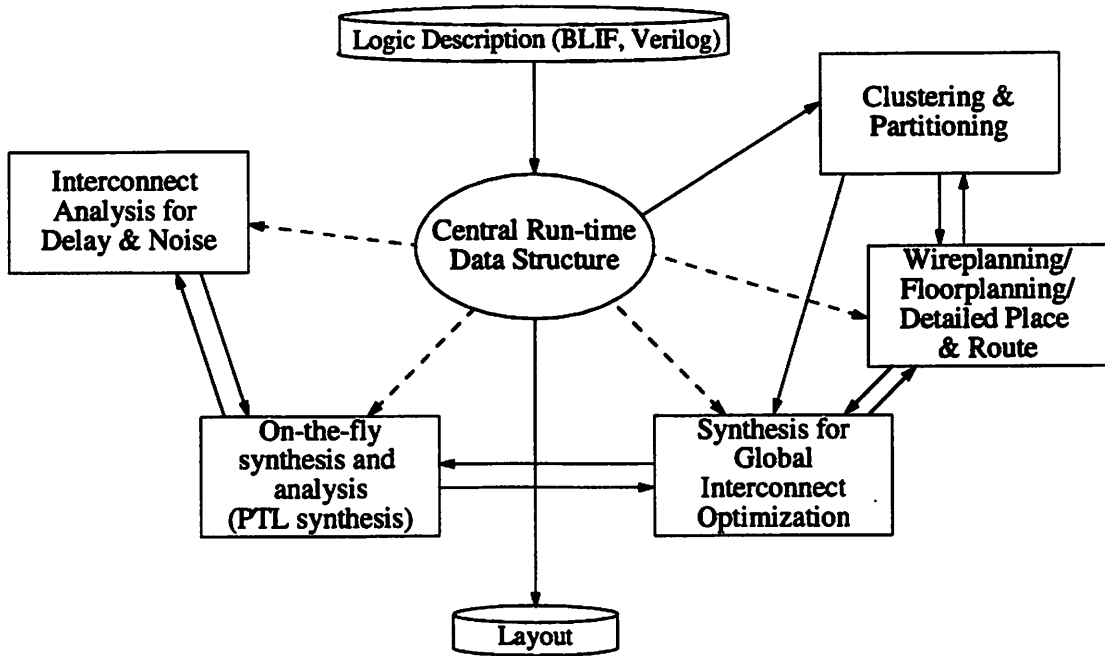 Logic Description (BLIF, Verilog)
Clustering &
Partitioning
Interconnect
Analysis for
Delay & Noise
Central Run-time
Data Structure
Wireplanning/
Floorplanning/
Detailed Place
& Route
On-the-fly
synthesis and
analysis
(PTL synthesis)
Synthesis for
Global
Interconnect
Optimization
Layout